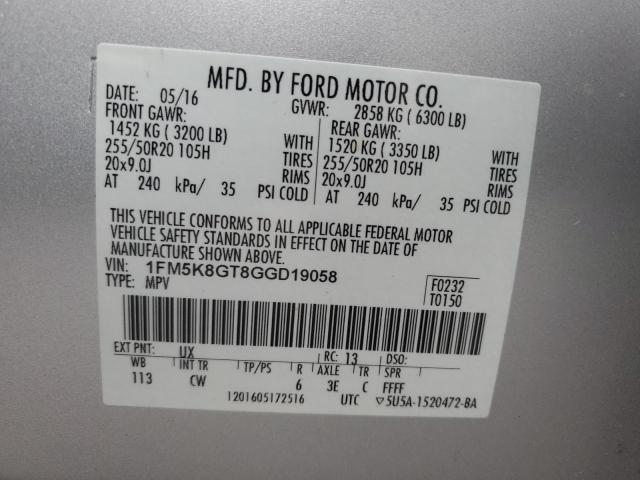 MFD. BY FORD MOTOR CO.
DATE: 05/16 GVWR: 2858 KG ( 6300 LB)
FRONT GAWR: REAR GAWR:
1452 KG ( 3200 LB) WITH 1520 KG ( 3350 LB) WITH
255/50R20 105H TIRES 255/50R20 105H TIRES
20x9.0J RIMS 20x9.0J RIMS
AT 240 kPa/ 35 PSI COLD AT 240 kPa/ 35 PSI COLD
THIS VEHICLE CONFORMS TO ALL APPLICABLE FEDERAL MOTOR
VEHICLE SAFETY STANDARDS IN EFFECT ON THE DATE OF
MANUFACTURE SHOWN ABOVE.
VIN: 1FM5K8GT8GGD19058 F0232
TYPE: MPV T0150
EXT PNT: UX RC: 13 DSO:
WB INT TR TP/PS R AXLE TR SPR
113 CW 6 3E C FFFF
1201605172516 UTC ▽5U5A-1520472-BA